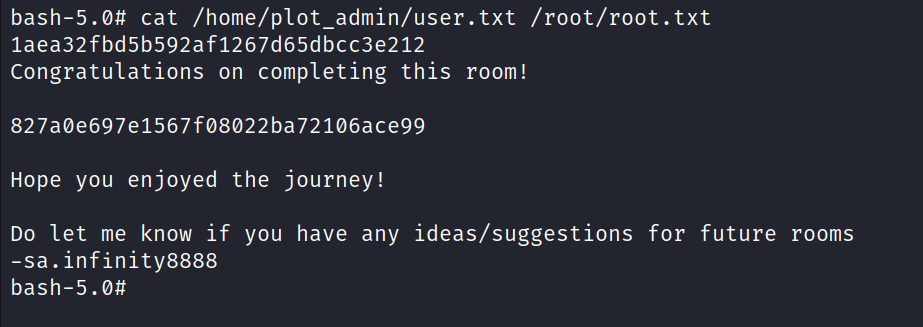 bash-5.0# cat /home/plot_admin/user.txt /root/root.txt
1aea32fbd5b592af1267d65dbcc3e212
Congratulations on completing this room!
827a0e697e1567f08022ba72106ace99
Hope you enjoyed the journey!
Do let me know if you have any ideas/suggestions for future rooms
-sa.infinity8888
bash-5.0#